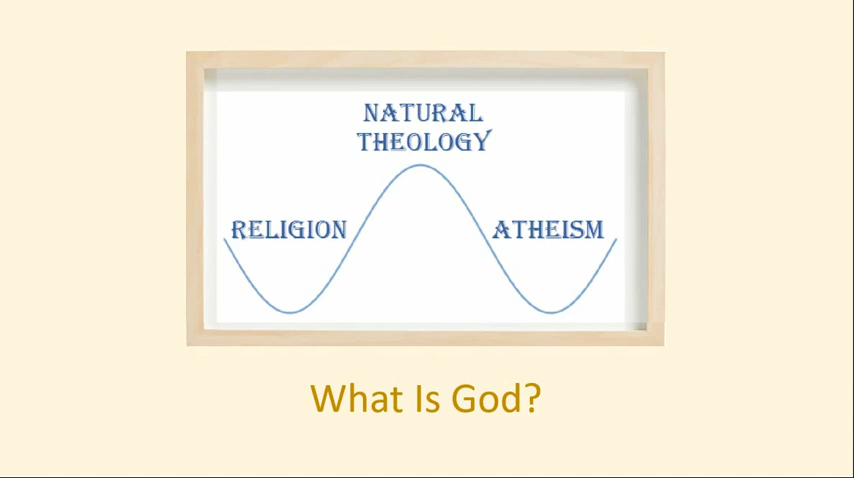 NATURAL
THEOLOGY
RELIGION
ATHEISM
What Is God?